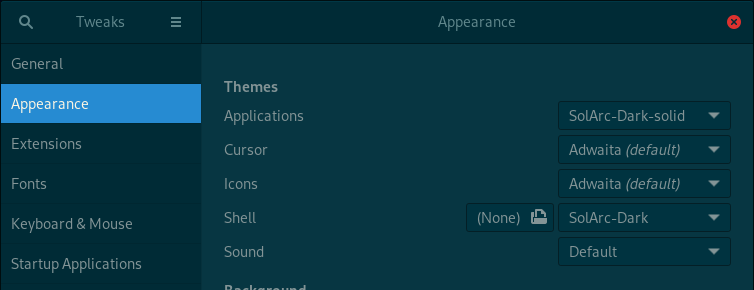 Tweaks
Appearance
General
Appearance
Extensions
Fonts
Keyboard & Mouse
Startup Applications
Themes
Applications SolArc-Dark-solid
Cursor Adwaita (default)
Icons Adwaita (default)
Shell (None) SolArc-Dark
Sound Default
Background